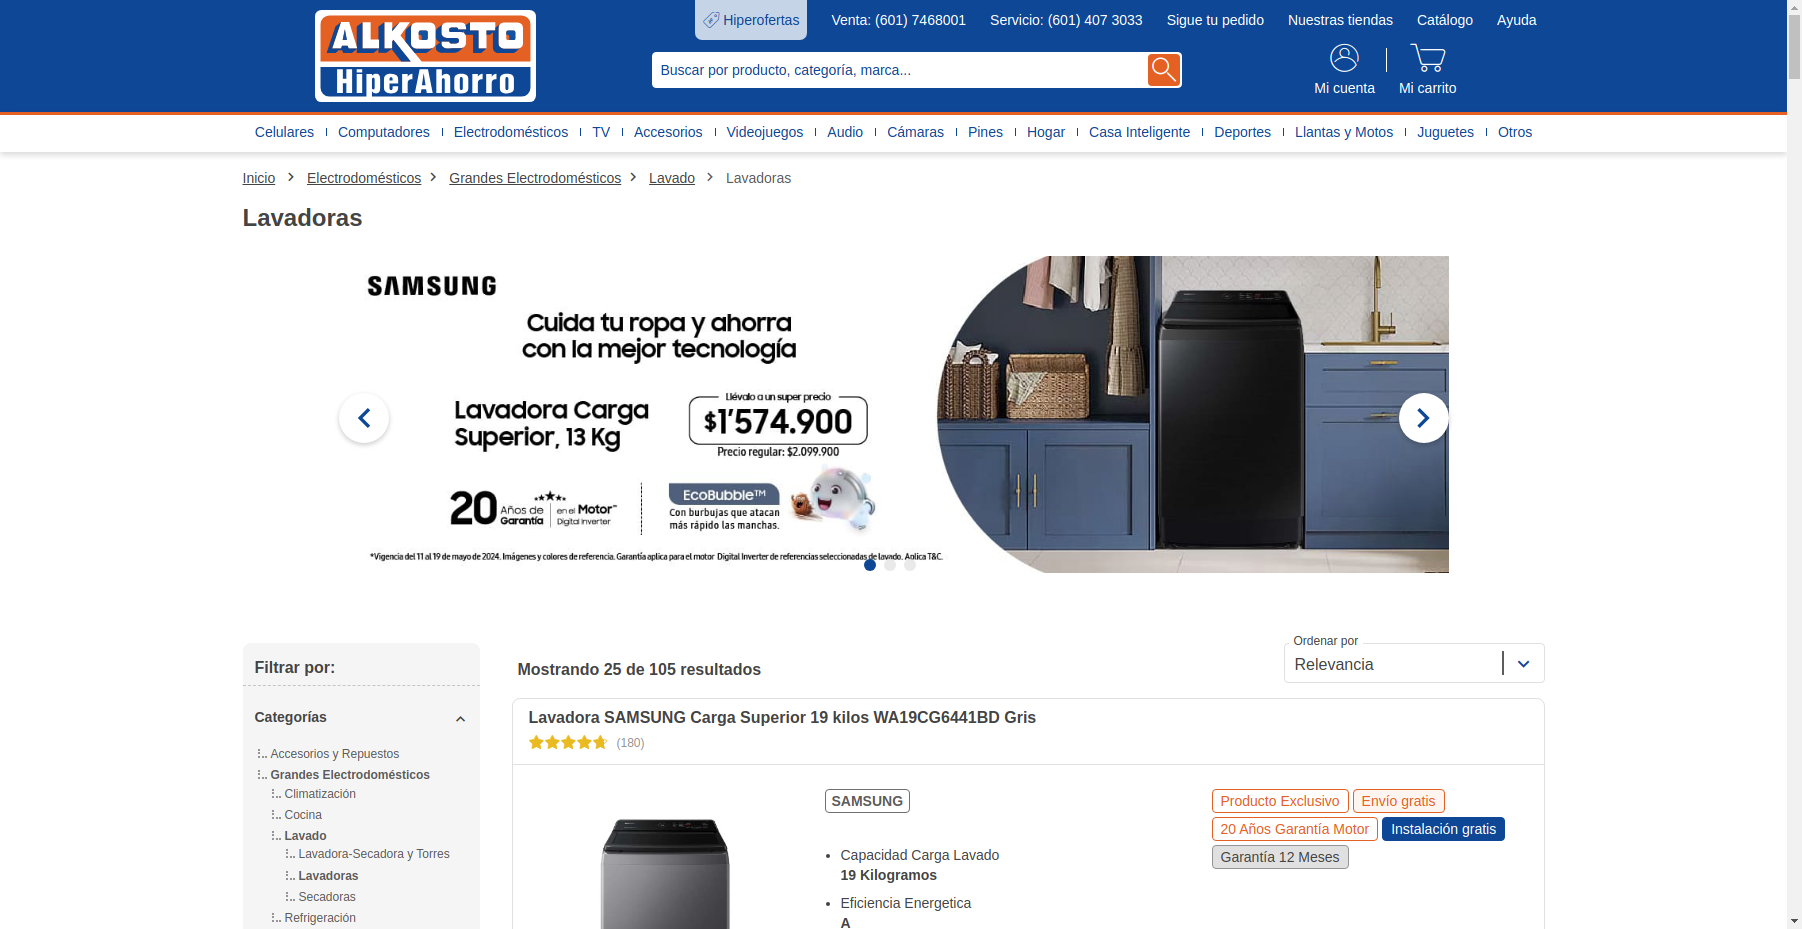 ALKOSTO
HiperAhorro
Hiperofertas
Venta: (601) 7468001
Servicio: (601) 407 3033
Sigue tu pedido
Nuestras tiendas
Catálogo
Ayuda
Buscar por producto, categoría, marca...
Mi cuenta
Mi carrito
Celulares
Computadores
Electrodomésticos
TV
Accesorios
Videojuegos
Audio
Cámaras
Pines
Hogar
Casa Inteligente
Deportes
Llantas y Motos
Juguetes
Otros
Inicio > Electrodomésticos > Grandes Electrodomésticos > Lavado > Lavadoras
Lavadoras
SAMSUNG
Cuida tu ropa y ahorra
con la mejor tecnología
Lavadora Carga
Superior, 13 Kg
Llévalo a un super precio
$1'574.900
Precio regular: $2.099.900
20 Años de
Garantía
en el Motor™
Digital Inverter
EcoBubble™
Con burbujas que atacan
más rápido las manchas.
*Vigencia del 11 al 19 de mayo de 2024. Imágenes y colores de referencia. Garantía aplica para el motor Digital Inverter de referencias seleccionadas de lavado. Aplica T&C.
Filtrar por:
Categorías
Accesorios y Repuestos
Grandes Electrodomésticos
Climatización
Cocina
Lavado
Lavadora-Secadora y Torres
Lavadoras
Secadoras
Refrigeración
Mostrando 25 de 105 resultados
Ordenar por
Relevancia
Lavadora SAMSUNG Carga Superior 19 kilos WA19CG6441BD Gris
(180)
SAMSUNG
• Capacidad Carga Lavado
19 Kilogramos
• Eficiencia Energetica
A
Producto Exclusivo
Envío gratis
20 Años Garantía Motor
Instalación gratis
Garantía 12 Meses